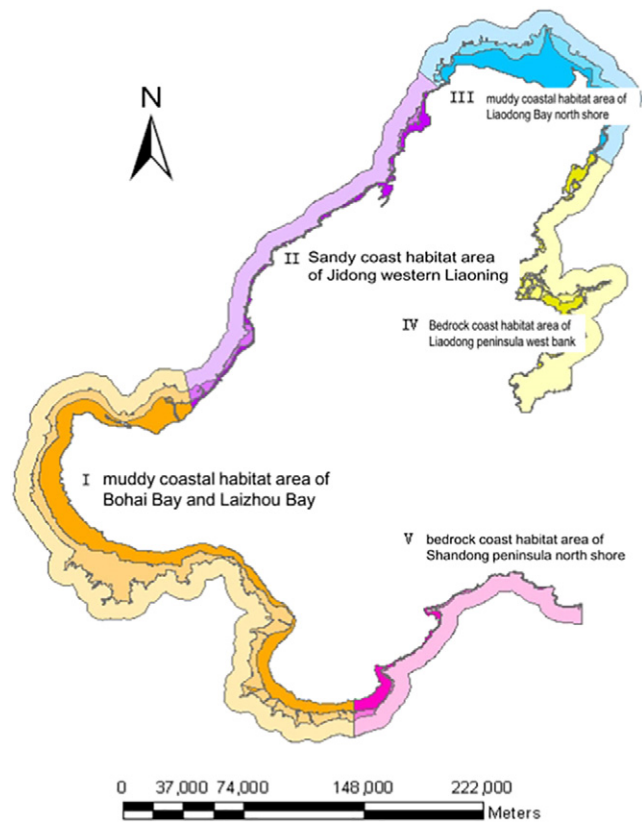 N
III muddy coastal habitat area of
Liaodong Bay north shore
II Sandy coast habitat area
of Jidong western Liaoning
IV Bedrock coast habitat area of
Liaodong peninsula west bank
I muddy coastal habitat area of
Bohai Bay and Laizhou Bay
V bedrock coast habitat area of
Shandong peninsula north shore
0 37,000 74,000 148,000 222,000
Meters